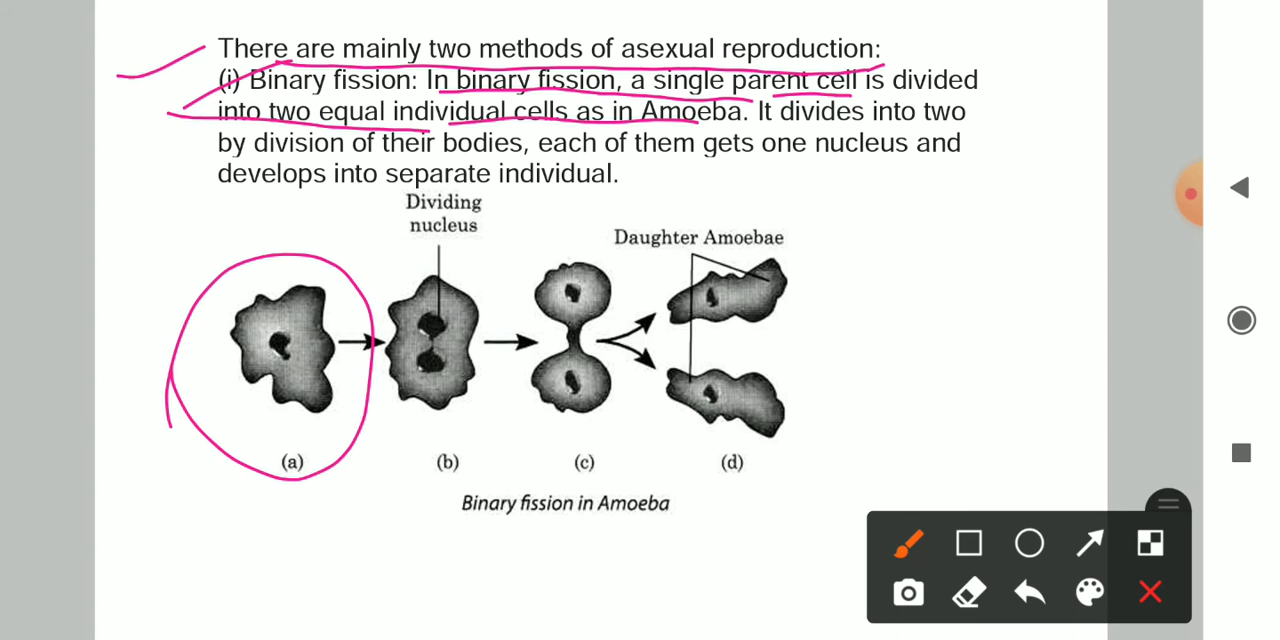 There are mainly two methods of asexual reproduction:
(i) Binary fission: In binary fission, a single parent cell is divided
into two equal individual cells as in Amoeba. It divides into two
by division of their bodies, each of them gets one nucleus and
develops into separate individual.
Dividing
nucleus
Daughter Amoebae
(a) (b) (c) (d)
Binary fission in Amoeba